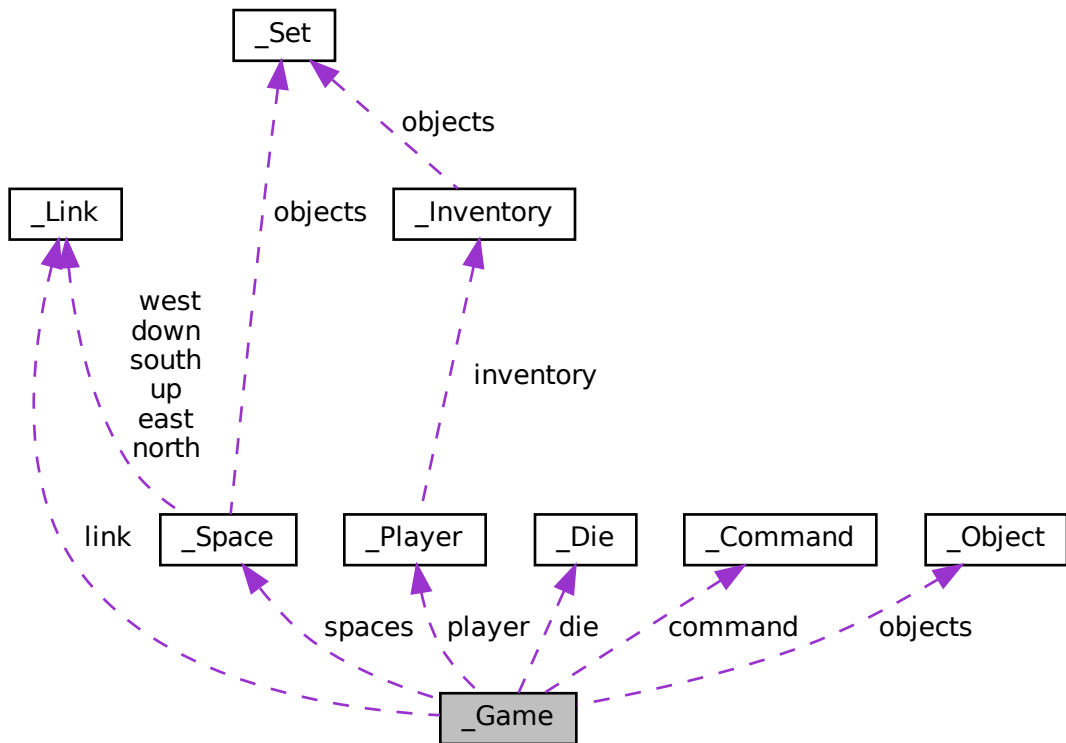 _Set
objects
_Link
objects
_Inventory
west
down
south
up
east
north
inventory
link
_Space
_Player
_Die
_Command
_Object
spaces
player
die
command
objects
_Game